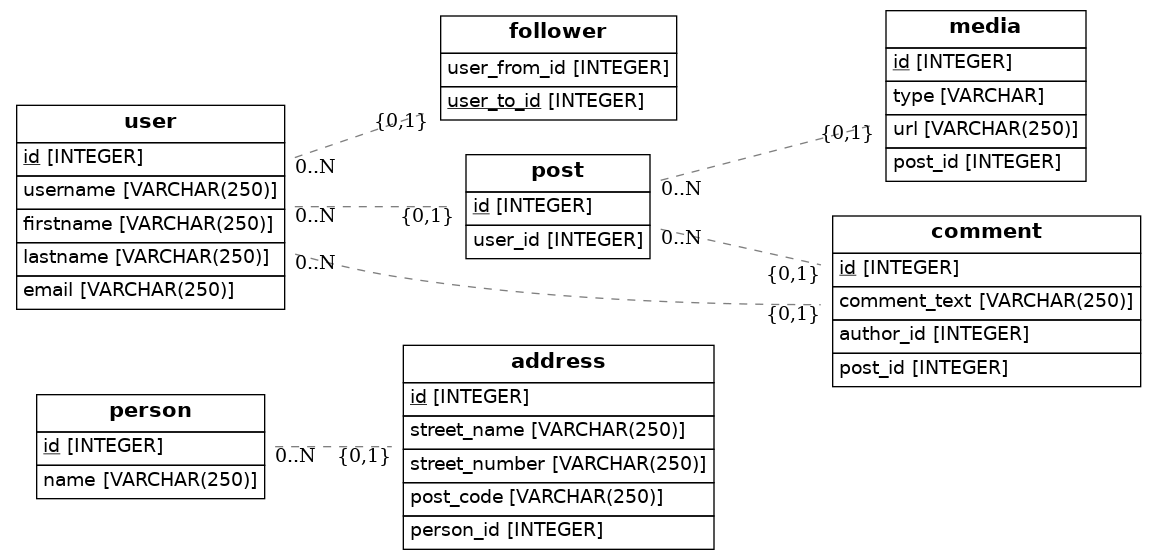 follower
user_from_id [INTEGER]
user_to_id [INTEGER]
media
id [INTEGER]
type [VARCHAR]
url [VARCHAR(250)]
post_id [INTEGER]
user
id [INTEGER]
username [VARCHAR(250)]
firstname [VARCHAR(250)]
lastname [VARCHAR(250)]
email [VARCHAR(250)]
{0,1}
0..N
0..N
{0,1}
0..N
{0,1}
post
id [INTEGER]
user_id [INTEGER]
0..N
{0,1}
0..N
{0,1}
comment
id [INTEGER]
comment_text [VARCHAR(250)]
author_id [INTEGER]
post_id [INTEGER]
person
id [INTEGER]
name [VARCHAR(250)]
0..N
{0,1}
address
id [INTEGER]
street_name [VARCHAR(250)]
street_number [VARCHAR(250)]
post_code [VARCHAR(250)]
person_id [INTEGER]